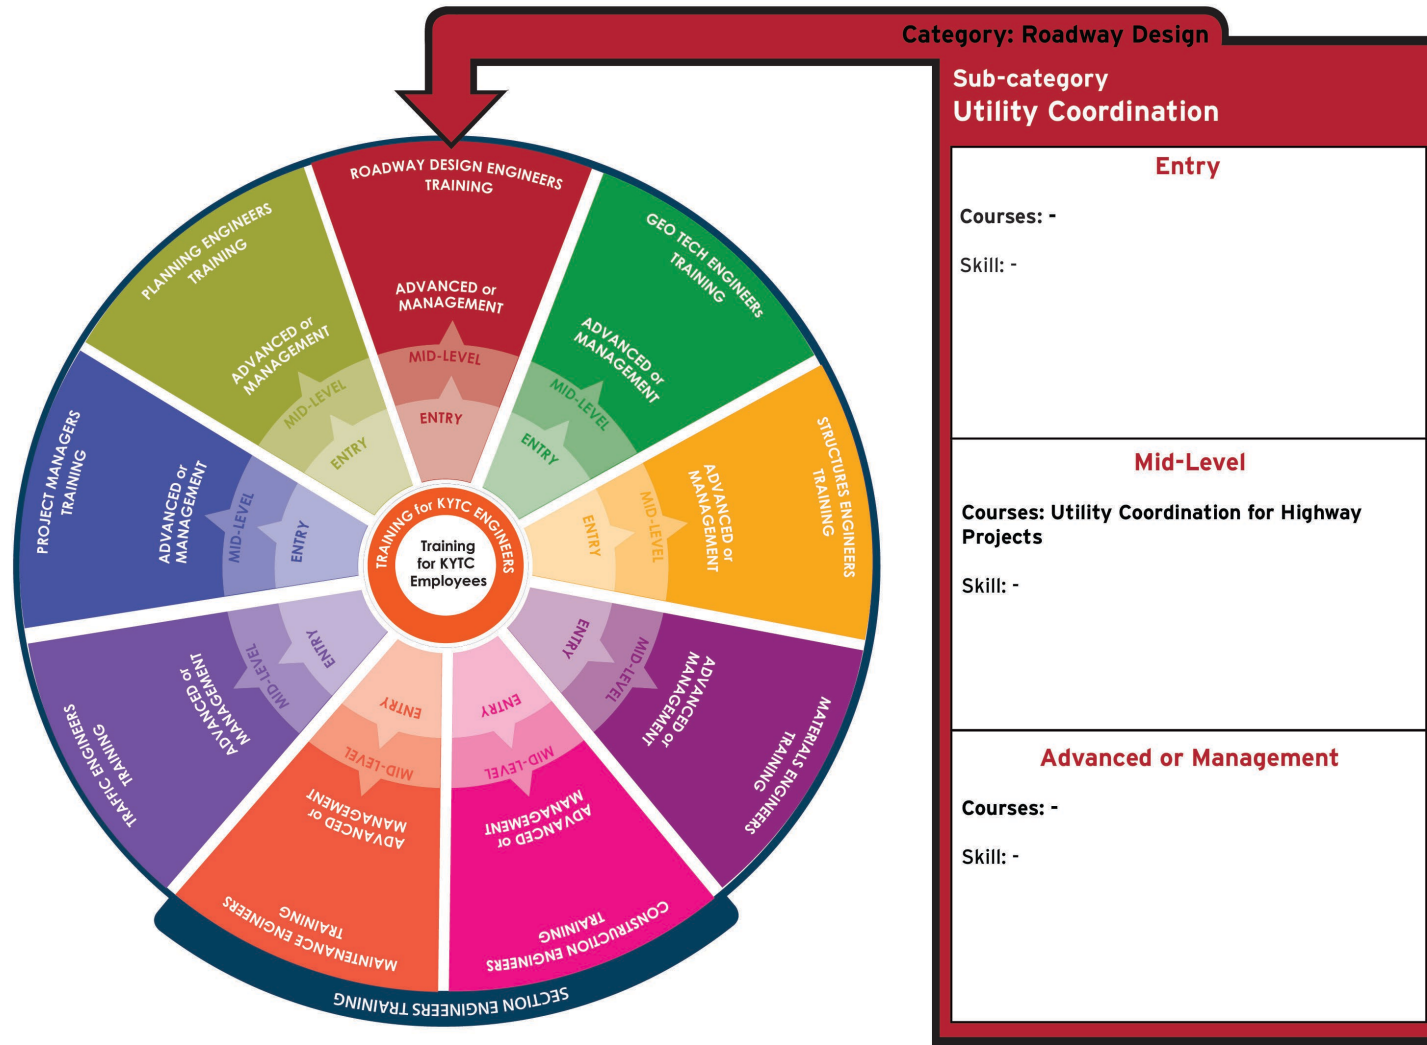 Category: Roadway Design
Sub-category
Utility Coordination
Entry
Courses: -
Skill: -
Mid-Level
Courses: Utility Coordination for Highway
Projects
Skill: -
Advanced or Management
Courses: -
Skill: -
ROADWAY DESIGN ENGINEERS
TRAINING
ADVANCED or
MANAGEMENT
MID-LEVEL
ENTRY
GEO TECH ENGINEERs
TRAINING
ADVANCED or
MANAGEMENT
MID-LEVEL
ENTRY
STRUCTURES ENGINEERS
TRAINING
ADVANCED or
MANAGEMENT
MID-LEVEL
ENTRY
MATERIALS ENGINEERS
TRAINING
ADVANCED or
MANAGEMENT
MID-LEVEL
ENTRY
CONSTRUCTION ENGINEERS
TRAINING
ADVANCED or
MANAGEMENT
MID-LEVEL
ENTRY
MAINTENANCE ENGINEERS
TRAINING
ADVANCED or
MANAGEMENT
MID-LEVEL
ENTRY
SECTION ENGINEERS TRAINING
TRAFFIC ENGINEERS
TRAINING
ADVANCED or
MANAGEMENT
MID-LEVEL
ENTRY
PROJECT MANAGERS
TRAINING
ADVANCED or
MANAGEMENT
MID-LEVEL
ENTRY
PLANNING ENGINEERS
TRAINING
ADVANCED or
MANAGEMENT
MID-LEVEL
ENTRY
TRAINING for KYTC ENGINEERS
Training
for KYTC
Employees